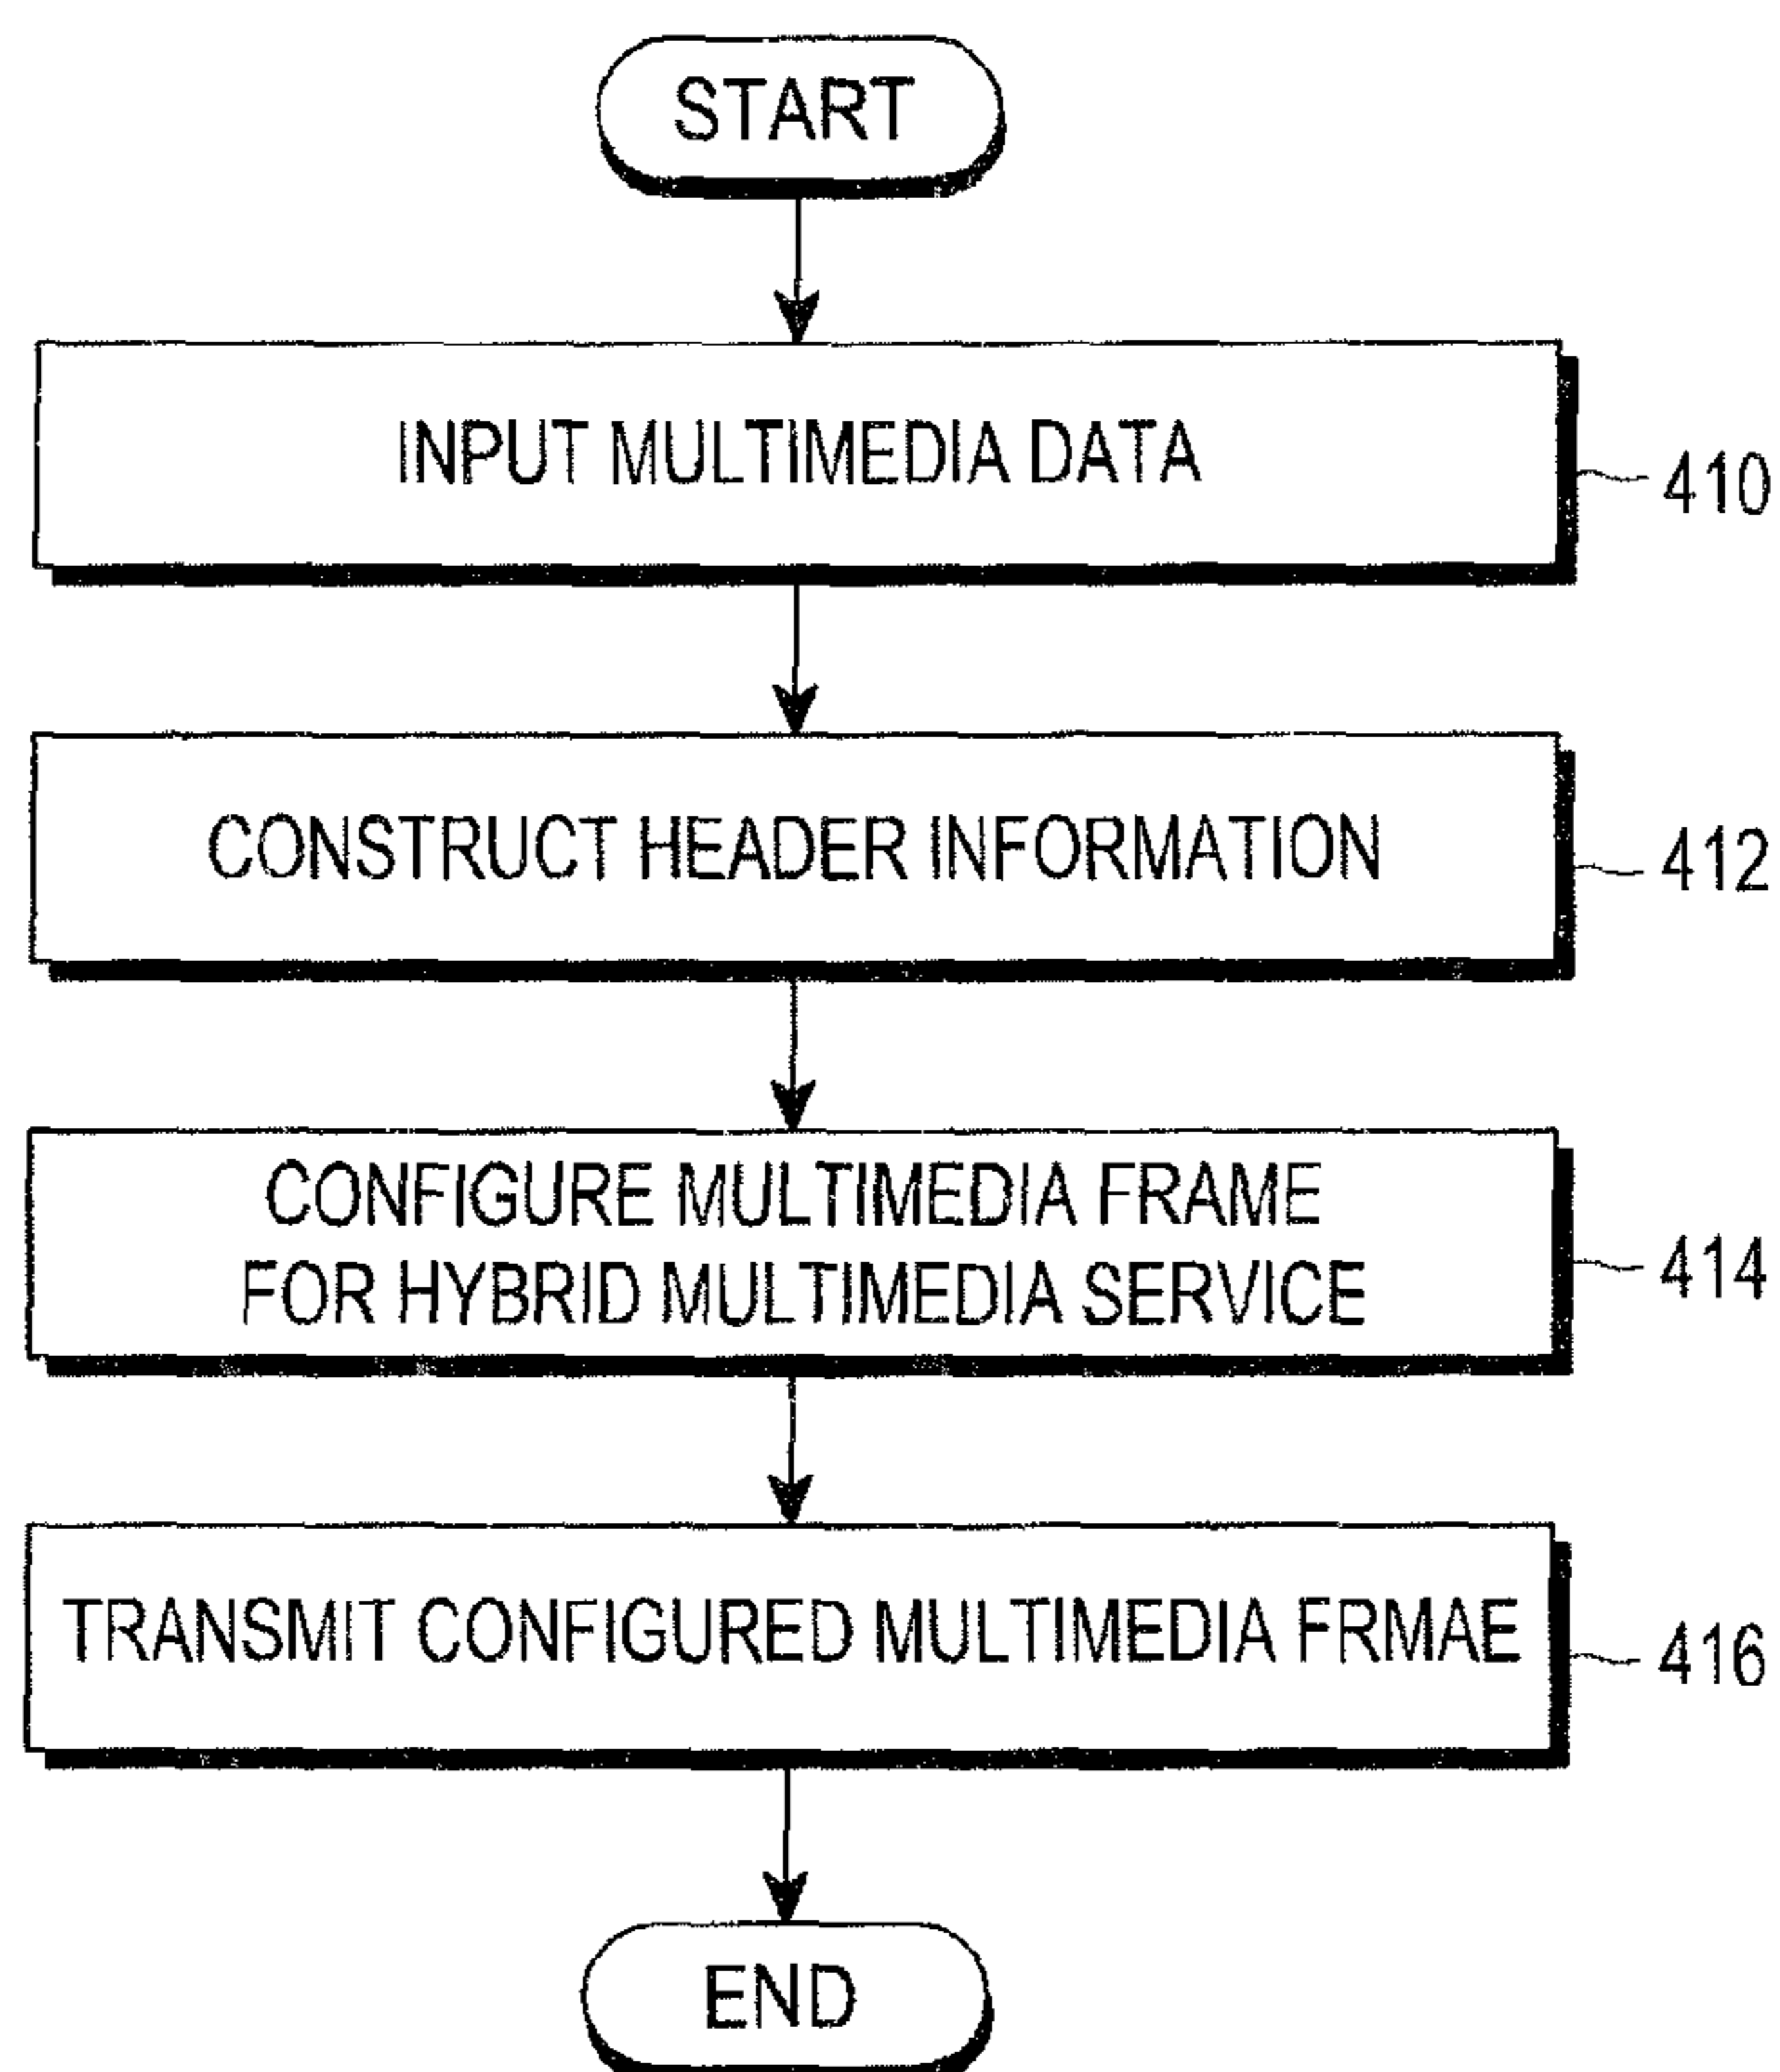 START
INPUT MULTIMEDIA DATA
410
CONSTRUCT HEADER INFORMATION
412
CONFIGURE MULTIMEDIA FRAME
FOR HYBRID MULTIMEDIA SERVICE
414
TRANSMIT CONFIGURED MULTIMEDIA FRMAE
416
END